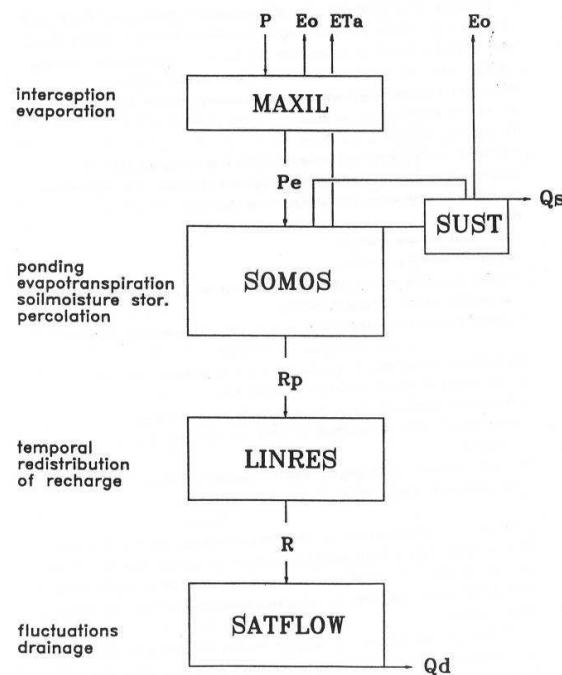 P Eo ETa Eo
interception
evaporation
MAXIL
Pe
Qs
SUST
ponding
evapotranspiration
soilmoisture stor.
percolation
SOMOS
Rp
temporal
redistribution
of recharge
LINRES
R
fluctuations
drainage
SATFLOW
Qd